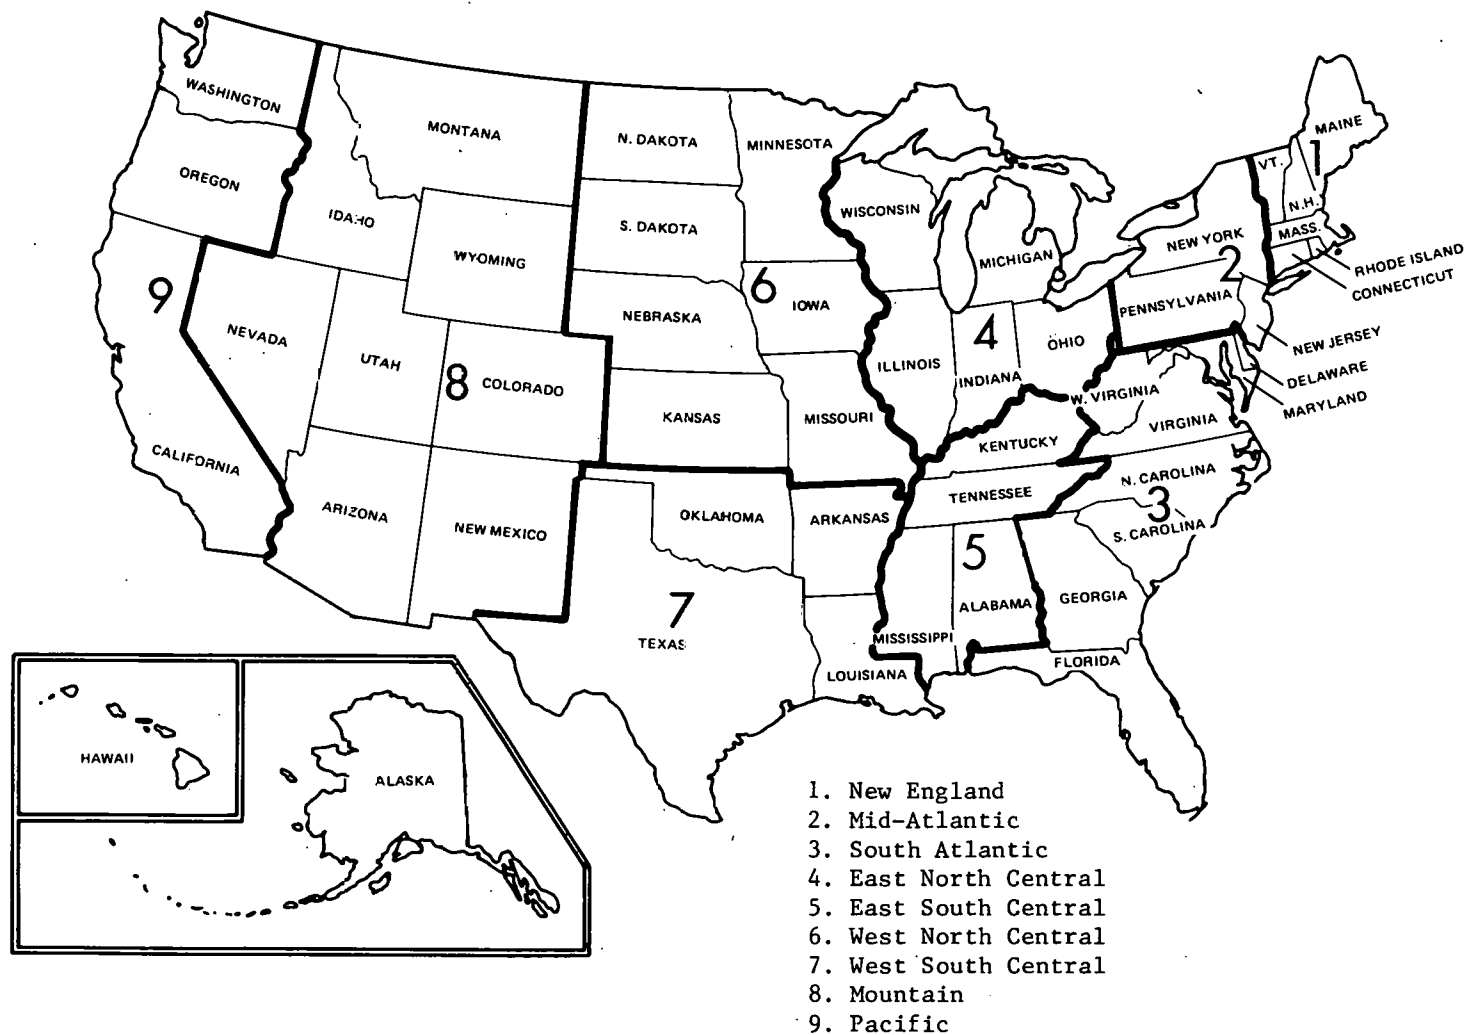 WASHINGTON
MONTANA
N. DAKOTA
MINNESOTA
MAINE
1
VT.
OREGON
IDAHO
S. DAKOTA
WISCONSIN
N.H.
MASS.
NEW YORK
2
WYOMING
MICHIGAN
RHODE ISLAND
CONNECTICUT
9
6
IOWA
PENNSYLVANIA
NEBRASKA
NEVADA
4
OHIO
NEW JERSEY
UTAH
8
COLORADO
ILLINOIS
INDIANA
DELAWARE
W. VIRGINIA
MARYLAND
KANSAS
MISSOURI
VIRGINIA
KENTUCKY
CALIFORNIA
N. CAROLINA
TENNESSEE
3
ARIZONA
NEW MEXICO
OKLAHOMA
ARKANSAS
S. CAROLINA
5
7
GEORGIA
ALABAMA
TEXAS
MISSISSIPPI
LOUISIANA
FLORIDA
HAWAII
ALASKA
1. New England
2. Mid-Atlantic
3. South Atlantic
4. East North Central
5. East South Central
6. West North Central
7. West South Central
8. Mountain
9. Pacific